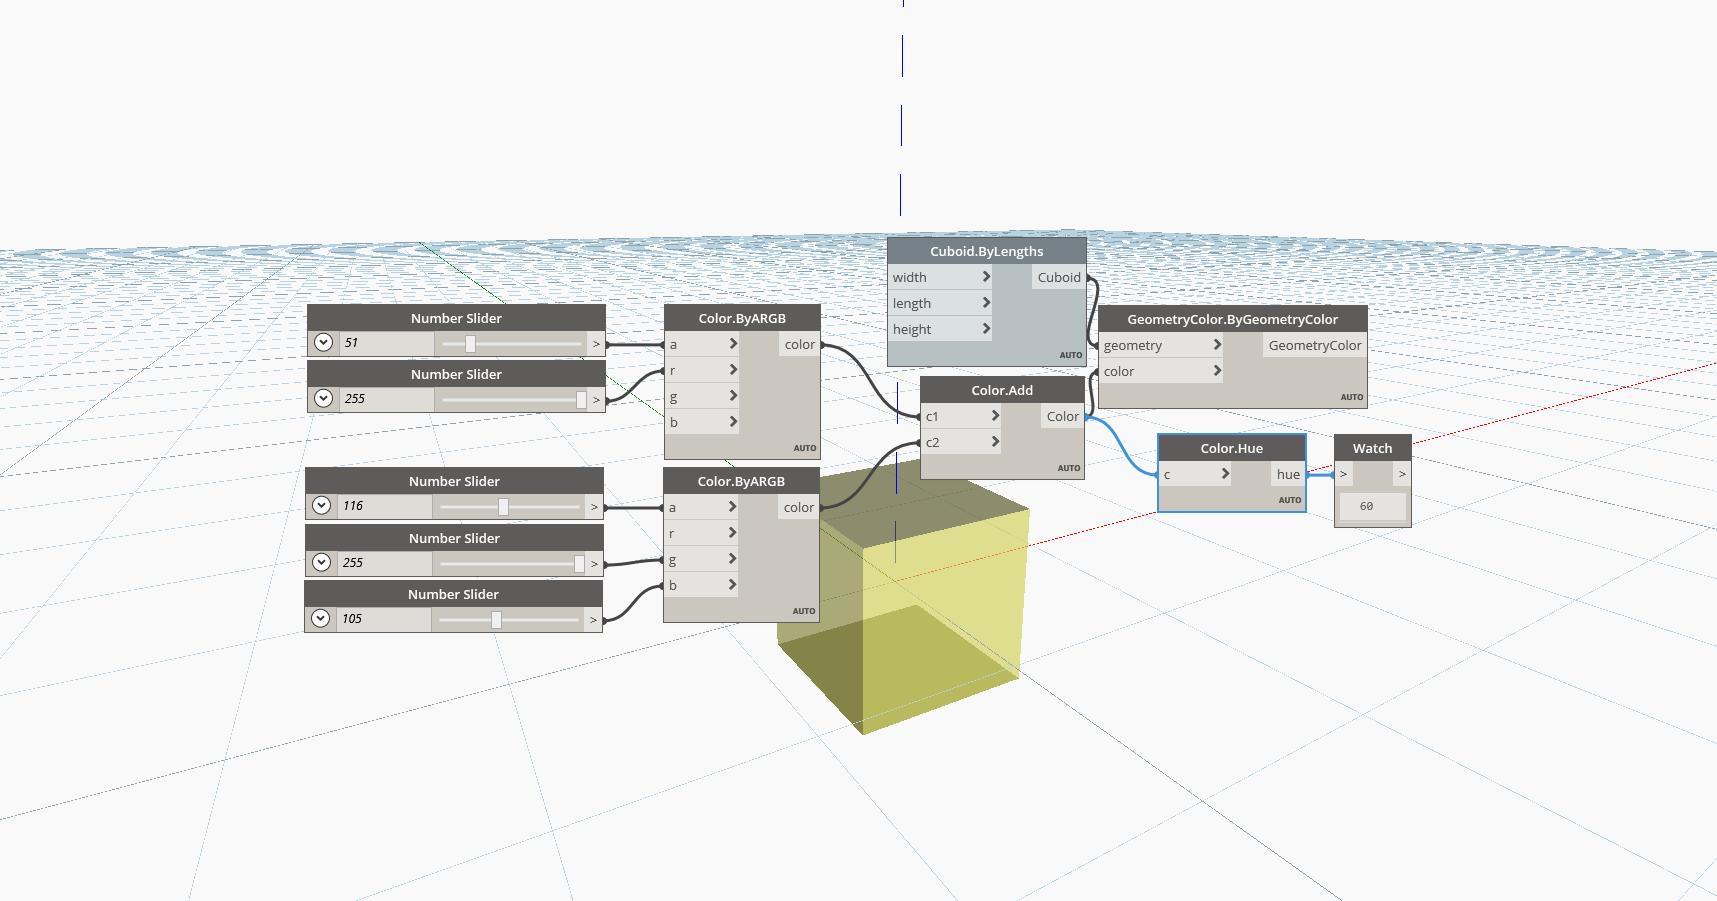 Cuboid.ByLengths
width > Cuboid
length >
height >
AUTO
Number Slider
51 >
Number Slider
255 >
Color.ByARGB
a > color
r >
g >
b >
AUTO
GeometryColor.ByGeometryColor
geometry > GeometryColor
color >
AUTO
Color.Add
c1 > Color
c2 >
AUTO
Color.Hue
c > hue
AUTO
Watch
> >
60
Number Slider
116 >
Number Slider
255 >
Number Slider
105 >
Color.ByARGB
a > color
r >
g >
b >
AUTO